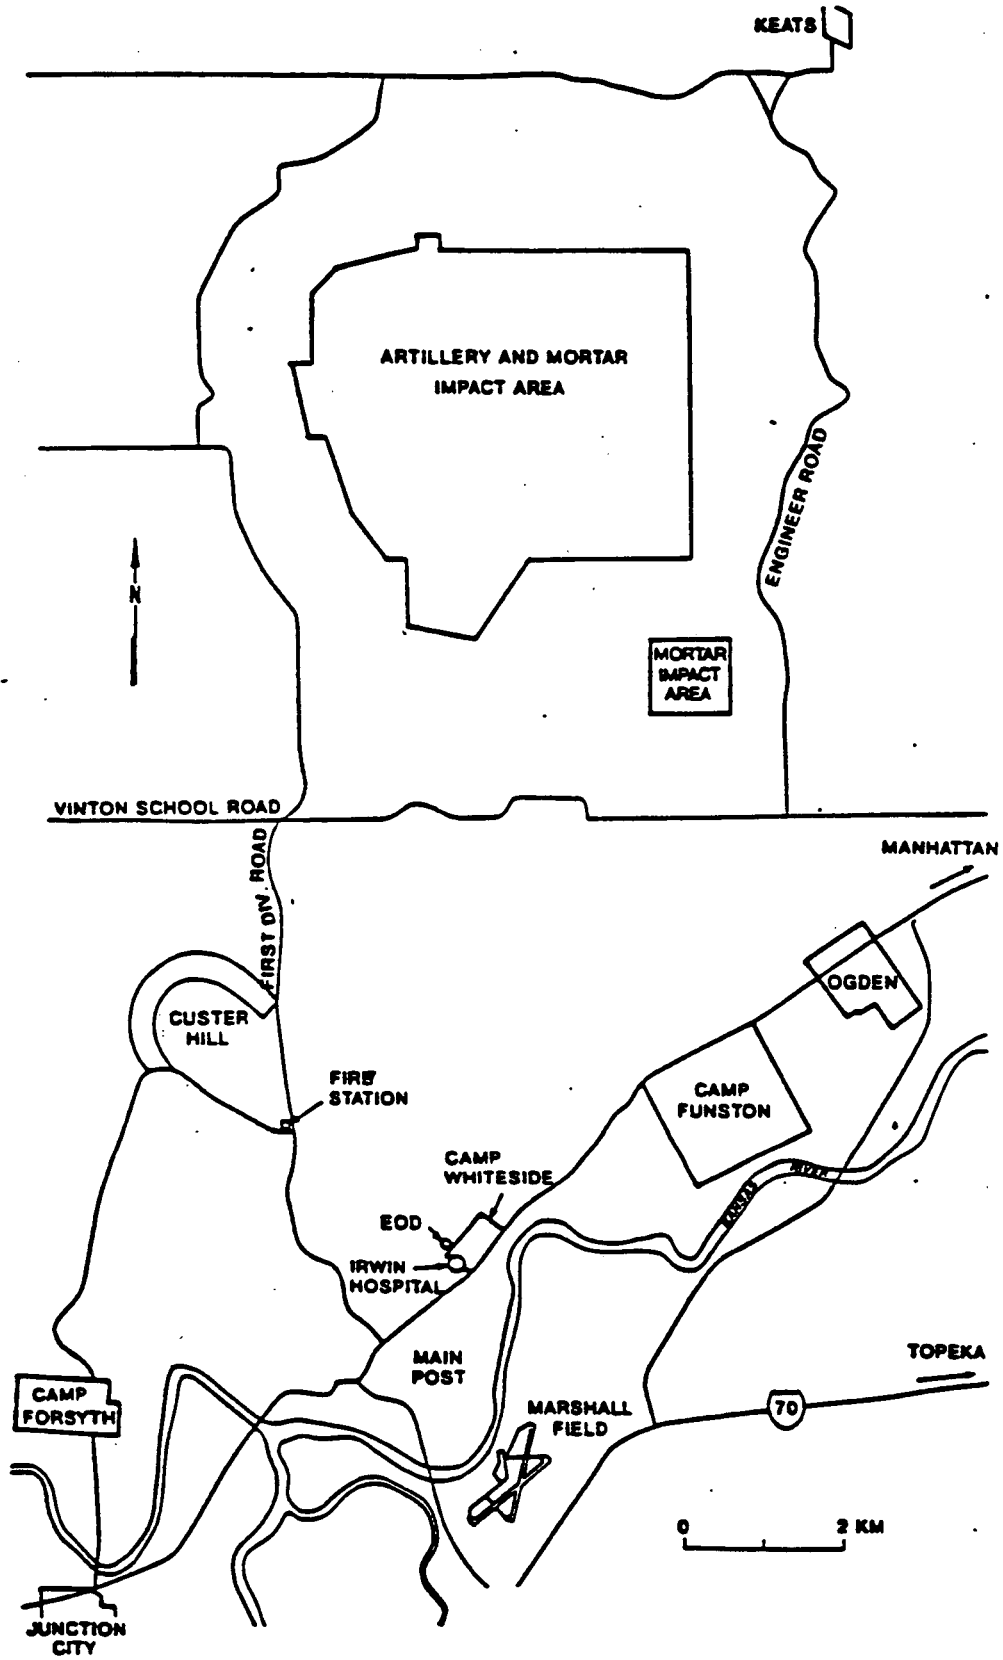 KEATS
ARTILLERY AND MORTAR
IMPACT AREA
ENGINEER ROAD
N
MORTAR
IMPACT
AREA
VINTON SCHOOL ROAD
FIRST DIV. ROAD
MANHATTAN
OGDEN
CUSTER
HILL
FIRE
STATION
CAMP
FUNSTON
CAMP
WHITESIDE
KANSAS
RIVER
EOD
IRWIN
HOSPITAL
MAIN
POST
TOPEKA
CAMP
FORSYTH
MARSHALL
FIELD
70
0 2 KM
JUNCTION
CITY